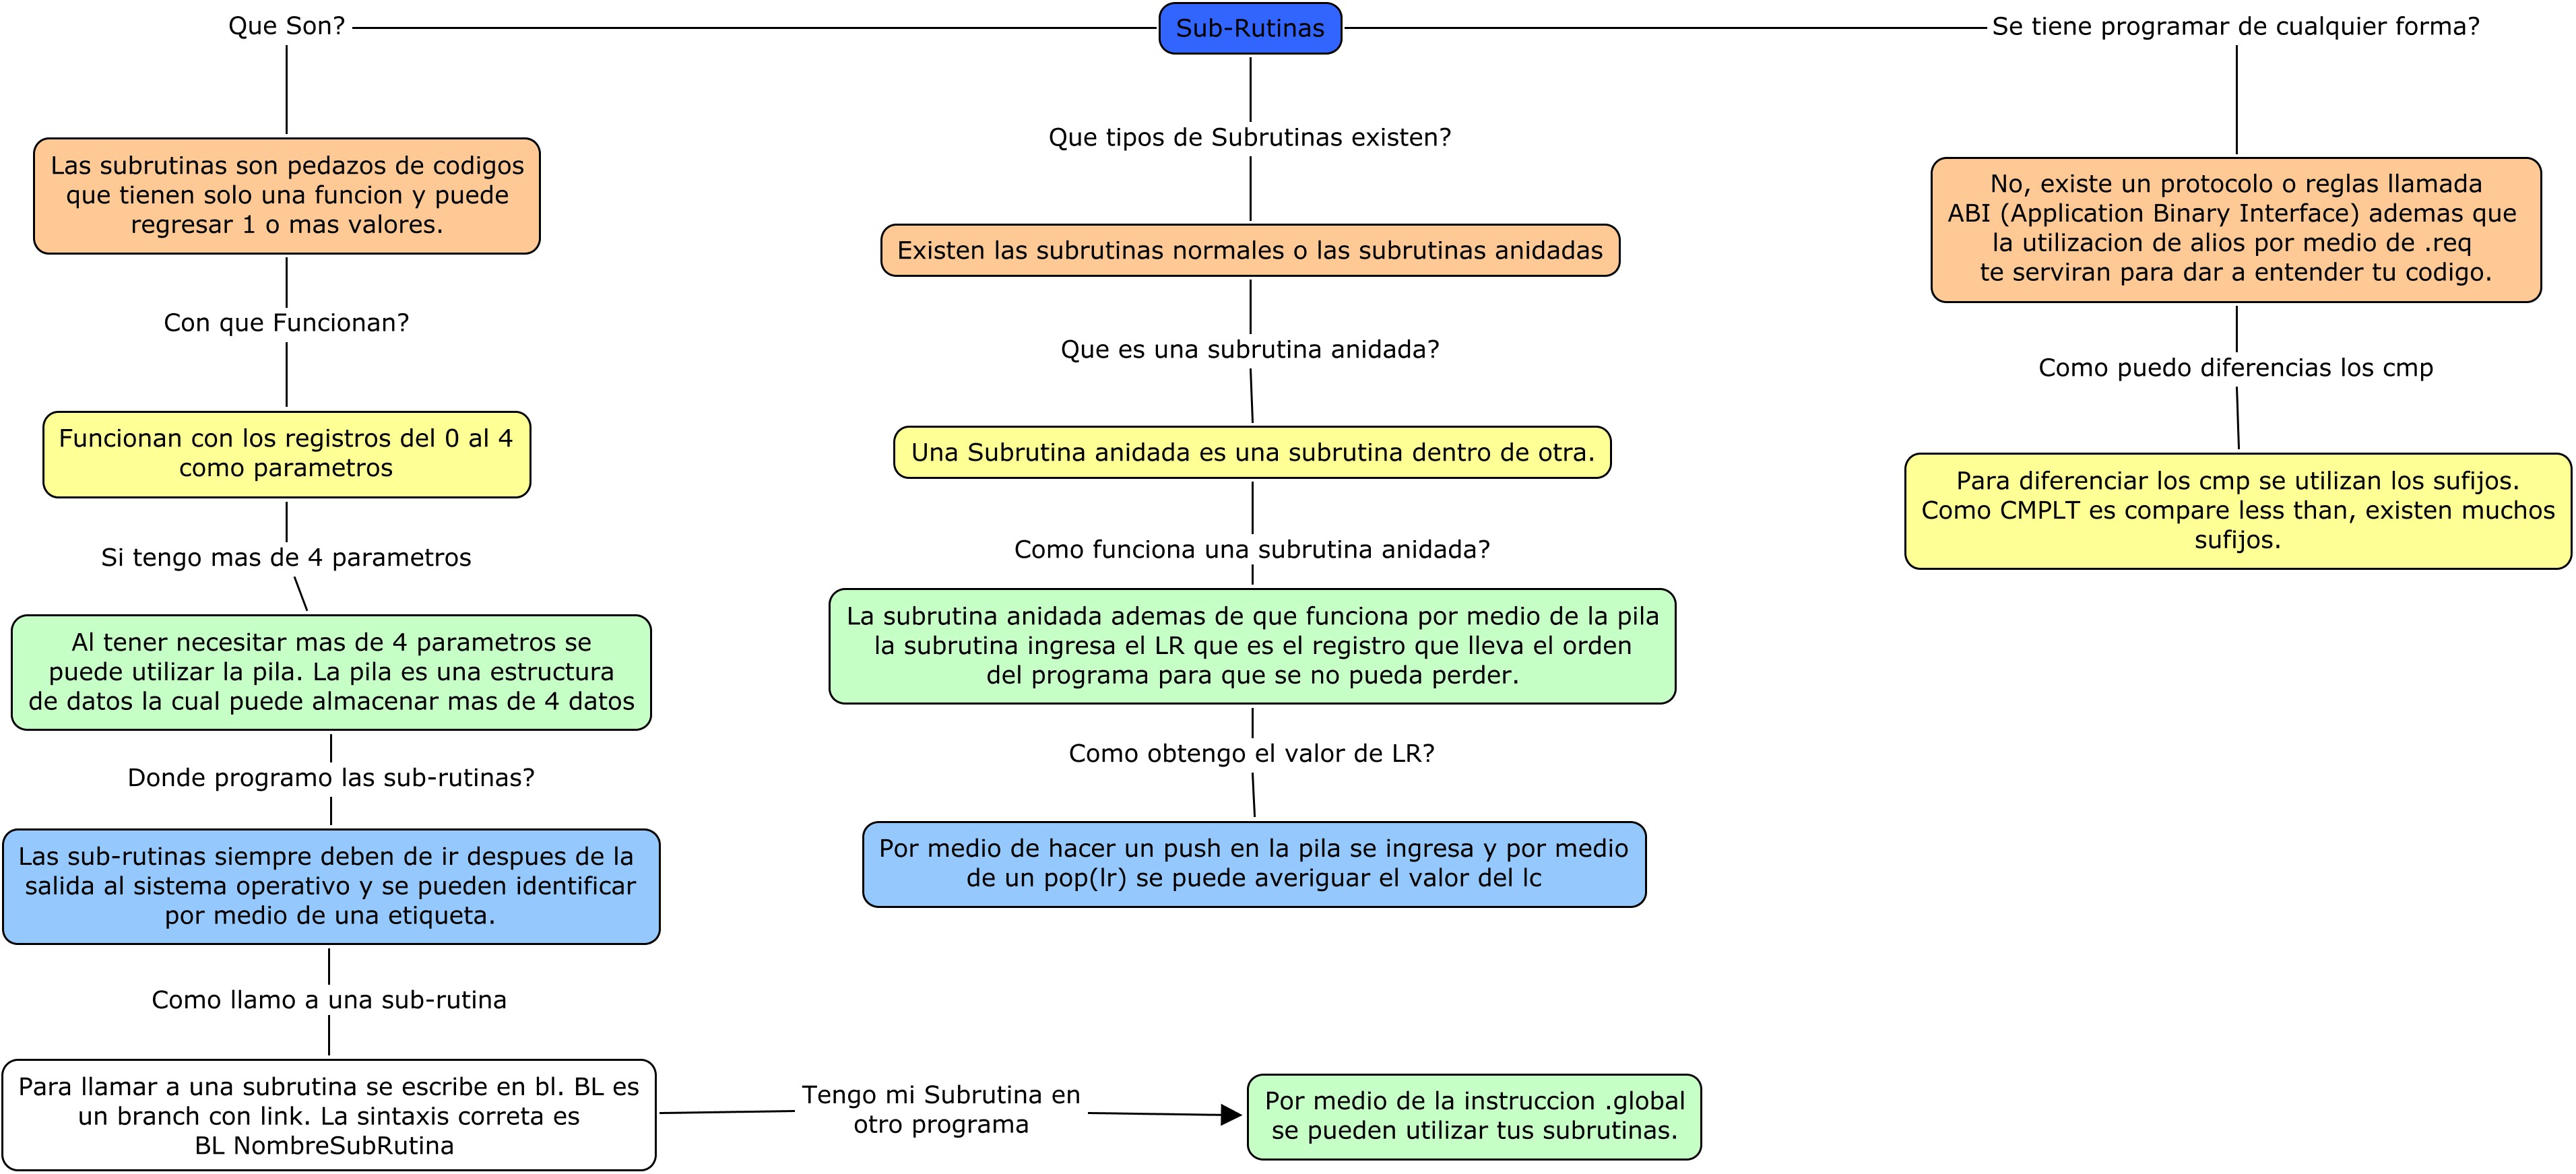 Sub-Rutinas
Que Son?
Las subrutinas son pedazos de codigos
que tienen solo una funcion y puede
regresar 1 o mas valores.
Con que Funcionan?
Funcionan con los registros del 0 al 4
como parametros
Si tengo mas de 4 parametros
Al tener necesitar mas de 4 parametros se
puede utilizar la pila. La pila es una estructura
de datos la cual puede almacenar mas de 4 datos
Donde programo las sub-rutinas?
Las sub-rutinas siempre deben de ir despues de la
salida al sistema operativo y se pueden identificar
por medio de una etiqueta.
Como llamo a una sub-rutina
Para llamar a una subrutina se escribe en bl. BL es
un branch con link. La sintaxis correta es
BL NombreSubRutina
Tengo mi Subrutina en
otro programa
Por medio de la instruccion .global
se pueden utilizar tus subrutinas.
Que tipos de Subrutinas existen?
Existen las subrutinas normales o las subrutinas anidadas
Que es una subrutina anidada?
Una Subrutina anidada es una subrutina dentro de otra.
Como funciona una subrutina anidada?
La subrutina anidada ademas de que funciona por medio de la pila
la subrutina ingresa el LR que es el registro que lleva el orden
del programa para que se no pueda perder.
Como obtengo el valor de LR?
Por medio de hacer un push en la pila se ingresa y por medio
de un pop(lr) se puede averiguar el valor del lc
Se tiene programar de cualquier forma?
No, existe un protocolo o reglas llamada
ABI (Application Binary Interface) ademas que
la utilizacion de alios por medio de .req
te serviran para dar a entender tu codigo.
Como puedo diferencias los cmp
Para diferenciar los cmp se utilizan los sufijos.
Como CMPLT es compare less than, existen muchos
sufijos.